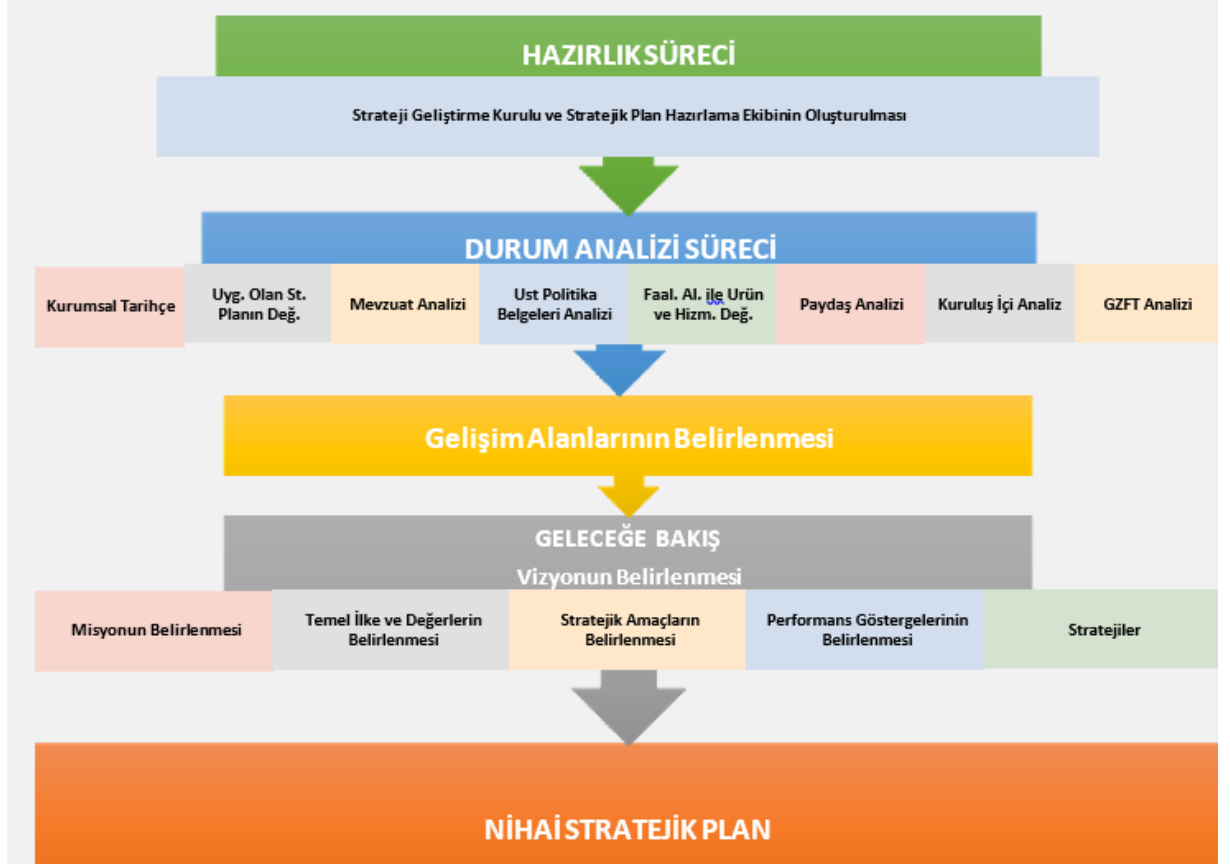 HAZIRLIK SÜRECİ
Strateji Geliştirme Kurulu ve Stratejik Plan Hazırlama Ekibinin Oluşturulması
DURUM ANALİZİ SÜRECİ
Kurumsal Tarihçe
Uyg. Olan St.
Planın Değ.
Mevzuat Analizi
Ust Politika
Belgeleri Analizi
Faal. Al. ile Urün
ve Hizm. Değ.
Paydaş Analizi
Kuruluş İçi Analiz
GZFT Analizi
Gelişim Alanlarının Belirlenmesi
GELECEĞE BAKIŞ
Vizyonun Belirlenmesi
Misyonun Belirlenmesi
Temel İlke ve Değerlerin
Belirlenmesi
Stratejik Amaçların
Belirlenmesi
Performans Göstergelerinin
Belirlenmesi
Stratejiler
NİHAİ STRATEJİK PLAN